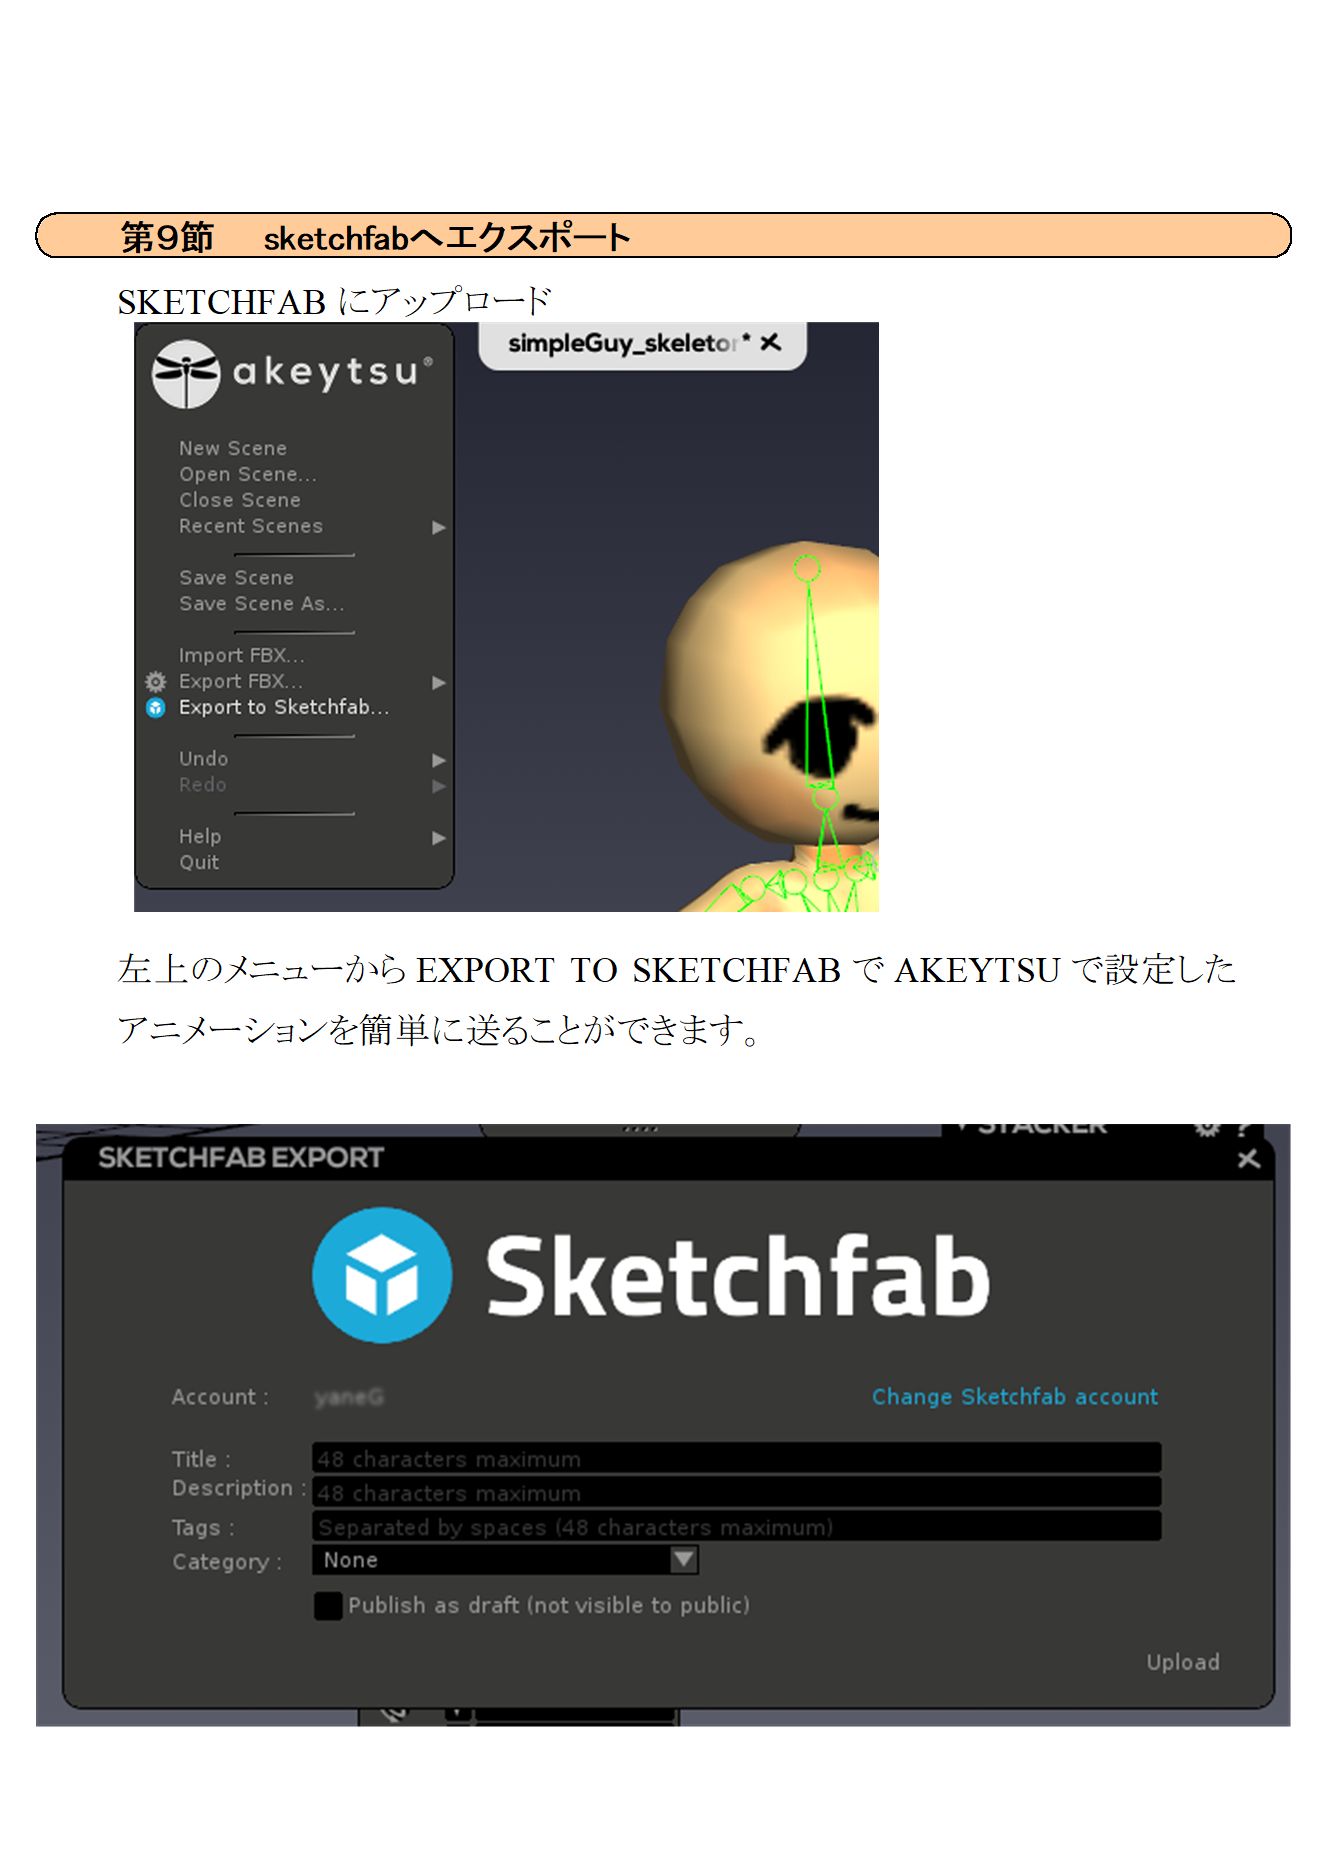 第９節 sketchfabへエクスポート
SKETCHFAB にアップロード
simpleGuy_skeletor* ✕
akeytsu®
New Scene
Open Scene...
Close Scene
Recent Scenes ▶
Save Scene
Save Scene As...
Import FBX...
Export FBX... ▶
Export to Sketchfab...
Undo ▶
Redo ▶
Help ▶
Quit
左上のメニューから EXPORT TO SKETCHFAB で AKEYTSU で設定した
アニメーションを簡単に送ることができます。
STACKER ?
SKETCHFAB EXPORT ✕
Sketchfab
Account : yaneG Change Sketchfab account
Title : 48 characters maximum
Description : 48 characters maximum
Tags : Separated by spaces (48 characters maximum)
Category : None
Publish as draft (not visible to public)
Upload